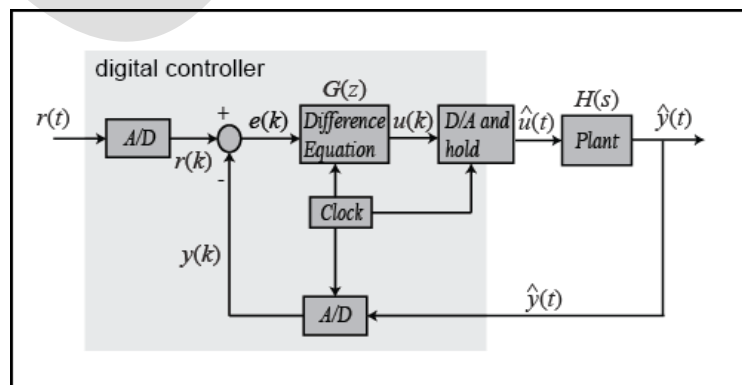 digital controller
G(z)
H(s)
r(t)
A/D
r(k)
+
-
e(k)
Difference
Equation
u(k)
D/A and
hold
û(t)
Plant
ŷ(t)
Clock
y(k)
A/D
ŷ(t)